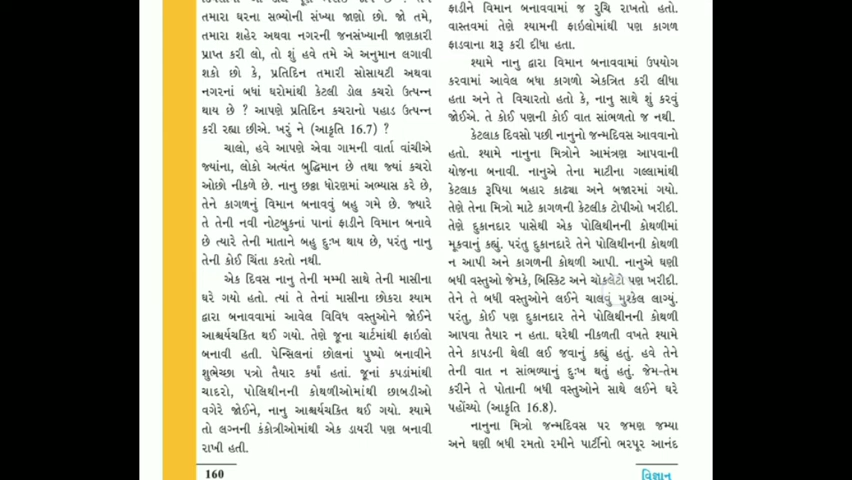 તમારા ઘરના સભ્યોની સંખ્યા જાણો છો. જો તમે,
તમારા શહેર અથવા નગરની જનસંખ્યાની જાણકારી
પ્રાપ્ત કરી લો, તો શું હવે તમે એ અનુમાન લગાવી
શકો છો કે, પ્રતિદિન તમારી સોસાયટી અથવા
નગરનાં બધાં ઘરોમાંથી કેટલી ડોલ કચરો ઉત્પન્ન
થાય છે ? આપણે પ્રતિદિન કચરાનો પહાડ ઉત્પન્ન
કરી રહ્યા છીએ. ખરું ને (આકૃતિ 16.7) ?
ચાલો, હવે આપણે એવા ગામની વાર્તા વાંચીએ
જ્યાંના, લોકો અત્યંત બુદ્ધિમાન છે તથા જ્યાં કચરો
ઓછો નીકળે છે. નાનુ છઠ્ઠા ધોરણમાં અભ્યાસ કરે છે,
તેને કાગળનું વિમાન બનાવવું બહુ ગમે છે. જ્યારે
તે તેની નવી નોટબુકનાં પાનાં ફાડીને વિમાન બનાવે
છે ત્યારે તેની માતાને બહુ દુઃખ થાય છે, પરંતુ નાનુ
તેની કોઈ ચિંતા કરતો નથી.
એક દિવસ નાનુ તેની મમ્મી સાથે તેની માસીના
ઘરે ગયો હતો. ત્યાં તે તેનાં માસીના છોકરા શ્યામ
દ્વારા બનાવવામાં આવેલ વિવિધ વસ્તુઓને જોઈને
આશ્ચર્યચકિત થઈ ગયો. તેણે જૂના ચાર્ટમાંથી ફાઇલો
બનાવી હતી. પેન્સિલનાં છોલનાં પુષ્પો બનાવીને
શુભેચ્છા પત્રો તૈયાર કર્યાં હતાં. જૂનાં કપડાંમાંથી
ચાદરો, પોલિથીનની કોથળીઓમાંથી છાબડીઓ
વગેરે જોઈને, નાનુ આશ્ચર્યચકિત થઈ ગયો. શ્યામે
તો લગ્નની કંકોત્રીઓમાંથી એક ડાયરી પણ બનાવી
રાખી હતી.
160
ફાડીને વિમાન બનાવવામાં જ રુચિ રાખતો હતો.
વાસ્તવમાં તેણે શ્યામની ફાઇલોમાંથી પણ કાગળ
ફાડવાના શરૂ કરી દીધા હતા.
શ્યામે નાનુ દ્વારા વિમાન બનાવવામાં ઉપયોગ
કરવામાં આવેલ બધા કાગળો એકત્રિત કરી લીધા
હતા અને તે વિચારતો હતો કે, નાનુ સાથે શું કરવું
જોઈએ. તે કોઈ પણની કોઈ વાત સાંભળતો જ નથી.
કેટલાક દિવસો પછી નાનુનો જન્મદિવસ આવવાનો
હતો. શ્યામે નાનુના મિત્રોને આમંત્રણ આપવાની
યોજના બનાવી. નાનુએ તેના માટીના ગલ્લામાંથી
કેટલાક રૂપિયા બહાર કાઢ્યા અને બજારમાં ગયો.
તેણે તેના મિત્રો માટે કાગળની કેટલીક ટોપીઓ ખરીદી.
તેણે દુકાનદાર પાસેથી એક પોલિથીનની કોથળીમાં
મૂકવાનું કહ્યું. પરંતુ દુકાનદારે તેને પોલિથીનની કોથળી
ન આપી અને કાગળની કોથળી આપી. નાનુએ ઘણી
બધી વસ્તુઓ જેમકે, બિસ્કિટ અને ચોકલેટો પણ ખરીદી.
તેને તે બધી વસ્તુઓને લઈને ચાલવું મુશ્કેલ લાગ્યું.
પરંતુ, કોઈ પણ દુકાનદાર તેને પોલિથીનની કોથળી
આપવા તૈયાર ન હતા. ઘરેથી નીકળતી વખતે શ્યામે
તેને કાપડની થેલી લઈ જવાનું કહ્યું હતું. હવે તેને
તેની વાત ન સાંભળ્યાનું દુઃખ થતું હતું. જેમ-તેમ
કરીને તે પોતાની બધી વસ્તુઓને સાથે લઈને ઘરે
પહોંચ્યો (આકૃતિ 16.8).
નાનુના મિત્રો જન્મદિવસ પર જમણ જમ્યા
અને ઘણી બધી રમતો રમીને પાર્ટીનો ભરપૂર આનંદ
વિજ્ઞાન